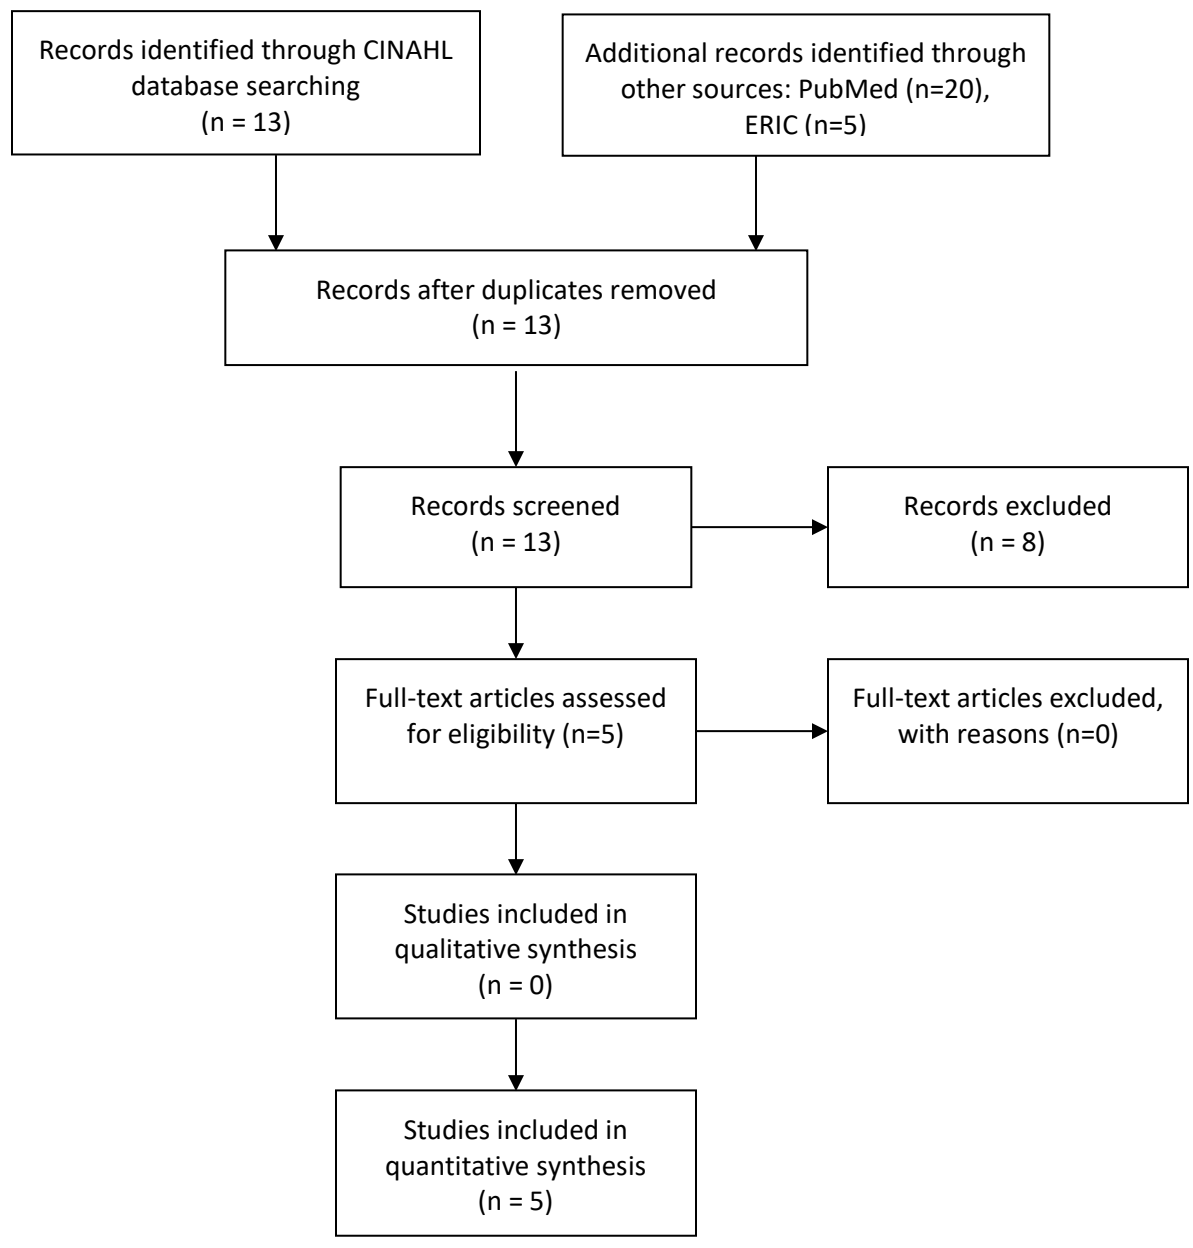 Records identified through CINAHL
database searching
(n = 13)
Additional records identified through
other sources: PubMed (n=20),
ERIC (n=5)
Records after duplicates removed
(n = 13)
Records screened
(n = 13)
Records excluded
(n = 8)
Full-text articles assessed
for eligibility (n=5)
Full-text articles excluded,
with reasons (n=0)
Studies included in
qualitative synthesis
(n = 0)
Studies included in
quantitative synthesis
(n = 5)